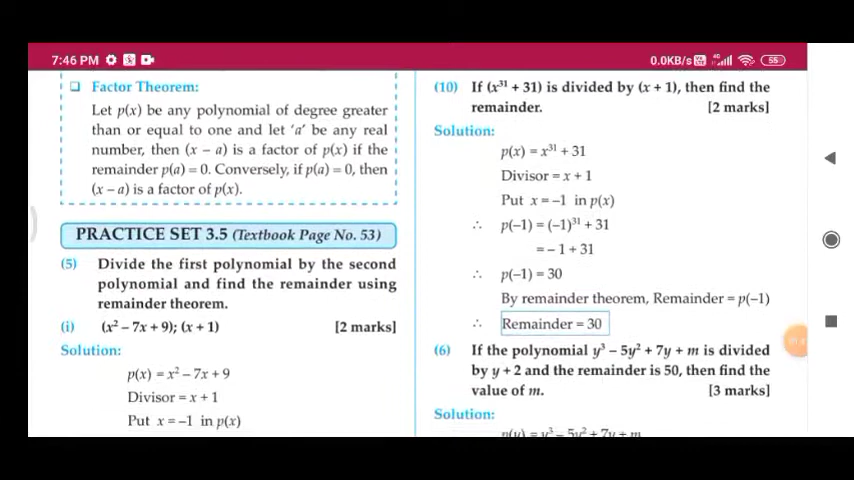 7:46 PM
0.0KB/s
4G
55
❑ Factor Theorem:
Let p(x) be any polynomial of degree greater
than or equal to one and let 'a' be any real
number, then (x – a) is a factor of p(x) if the
remainder p(a) = 0. Conversely, if p(a) = 0, then
(x – a) is a factor of p(x).
PRACTICE SET 3.5 (Textbook Page No. 53)
(5) Divide the first polynomial by the second
polynomial and find the remainder using
remainder theorem.
(i) (x² – 7x + 9); (x + 1) [2 marks]
Solution:
p(x) = x² – 7x + 9
Divisor = x + 1
Put x = –1 in p(x)
(10) If (x³¹ + 31) is divided by (x + 1), then find the
remainder. [2 marks]
Solution:
p(x) = x³¹ + 31
Divisor = x + 1
Put x = –1 in p(x)
∴ p(–1) = (–1)³¹ + 31
= – 1 + 31
∴ p(–1) = 30
By remainder theorem, Remainder = p(–1)
∴ Remainder = 30
(6) If the polynomial y³ – 5y² + 7y + m is divided
by y + 2 and the remainder is 50, then find the
value of m. [3 marks]
Solution:
p(y) = y³ – 5y² + 7y + m